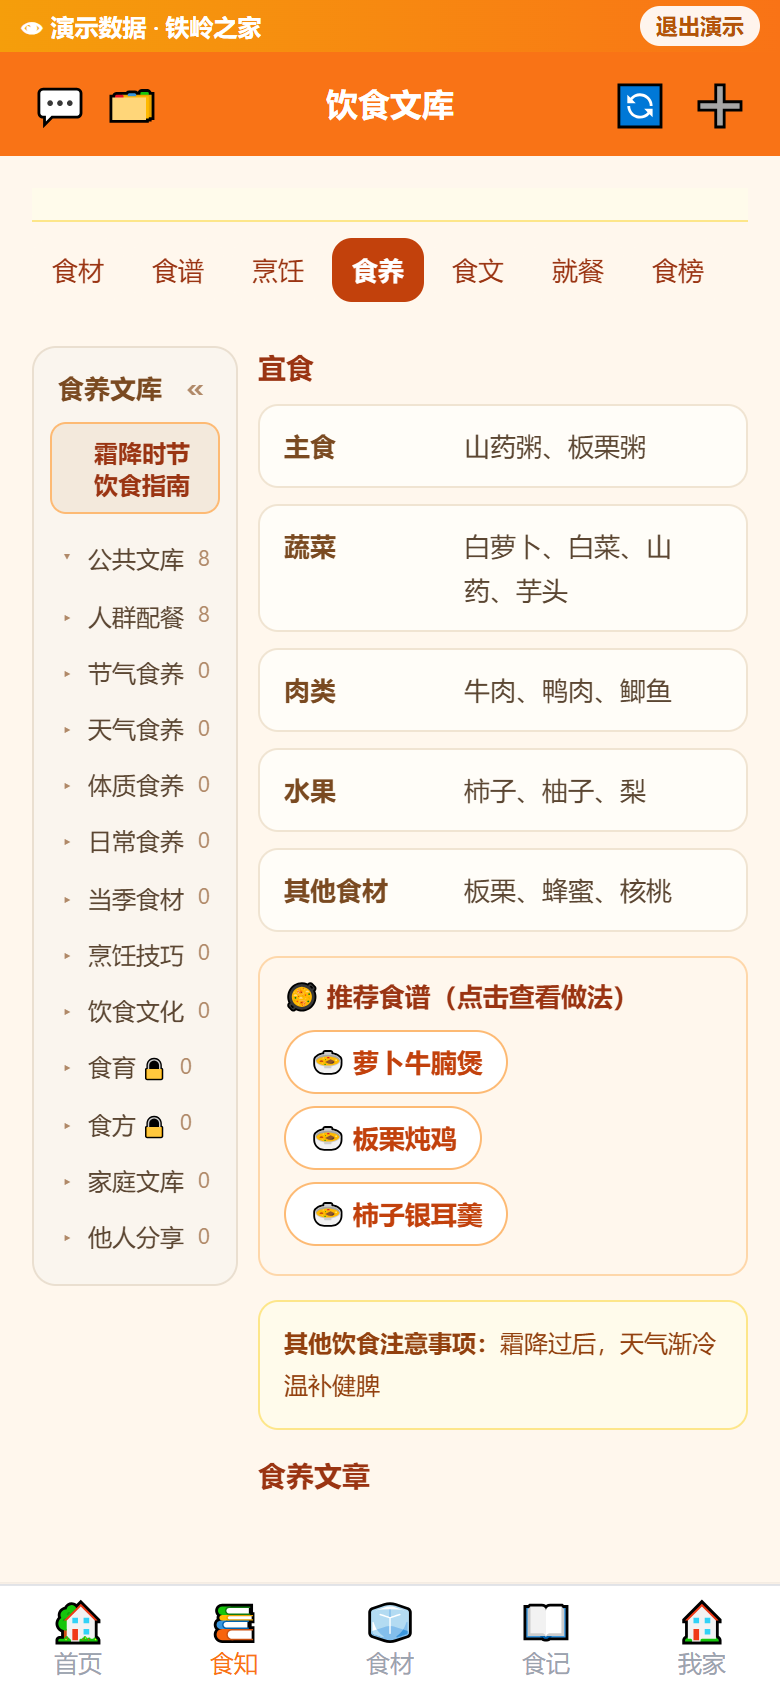 演示数据 · 铁岭之家
退出演示
饮食文库
食材 食谱 烹饪 食养 食文 就餐 食榜
食养文库 «
霜降时节
饮食指南
公共文库 8
人群配餐 8
节气食养 0
天气食养 0
体质食养 0
日常食养 0
当季食材 0
烹饪技巧 0
饮食文化 0
食育 0
食方 0
家庭文库 0
他人分享 0
宜食
主食 山药粥、板栗粥
蔬菜 白萝卜、白菜、山
药、芋头
肉类 牛肉、鸭肉、鲫鱼
水果 柿子、柚子、梨
其他食材 板栗、蜂蜜、核桃
推荐食谱（点击查看做法）
萝卜牛腩煲
板栗炖鸡
柿子银耳羹
其他饮食注意事项：霜降过后，天气渐冷
温补健脾
食养文章
首页 食知 食材 食记 我家